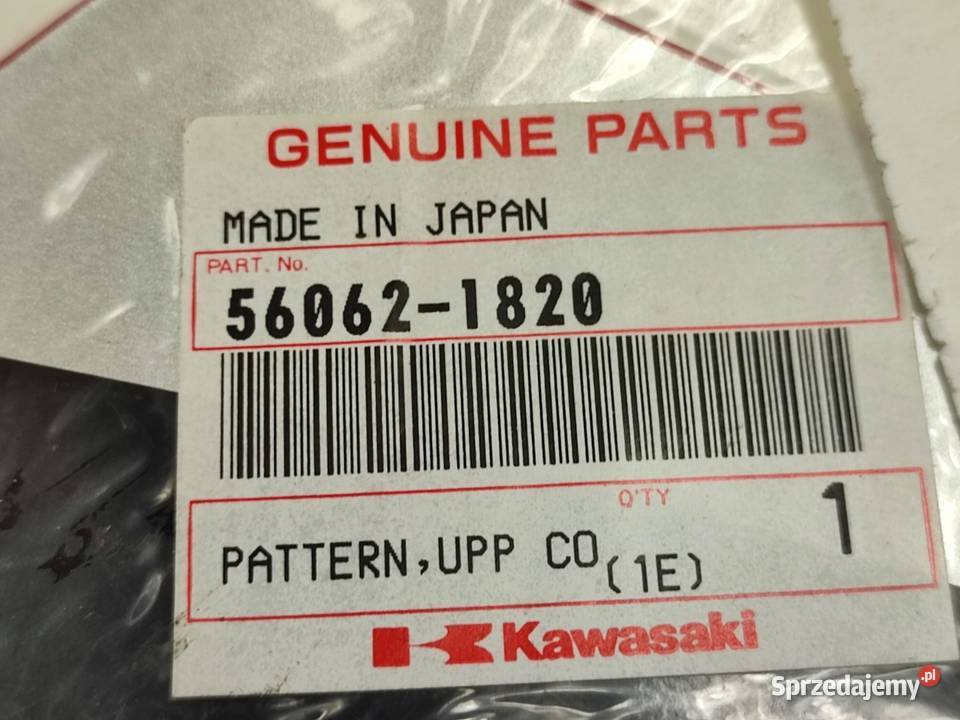 GENUINE PARTS
MADE IN JAPAN
PART. No.
56062-1820
Q'TY
1
PATTERN,UPP CO(1E)
Kawasaki
Sprzedajemy.pl